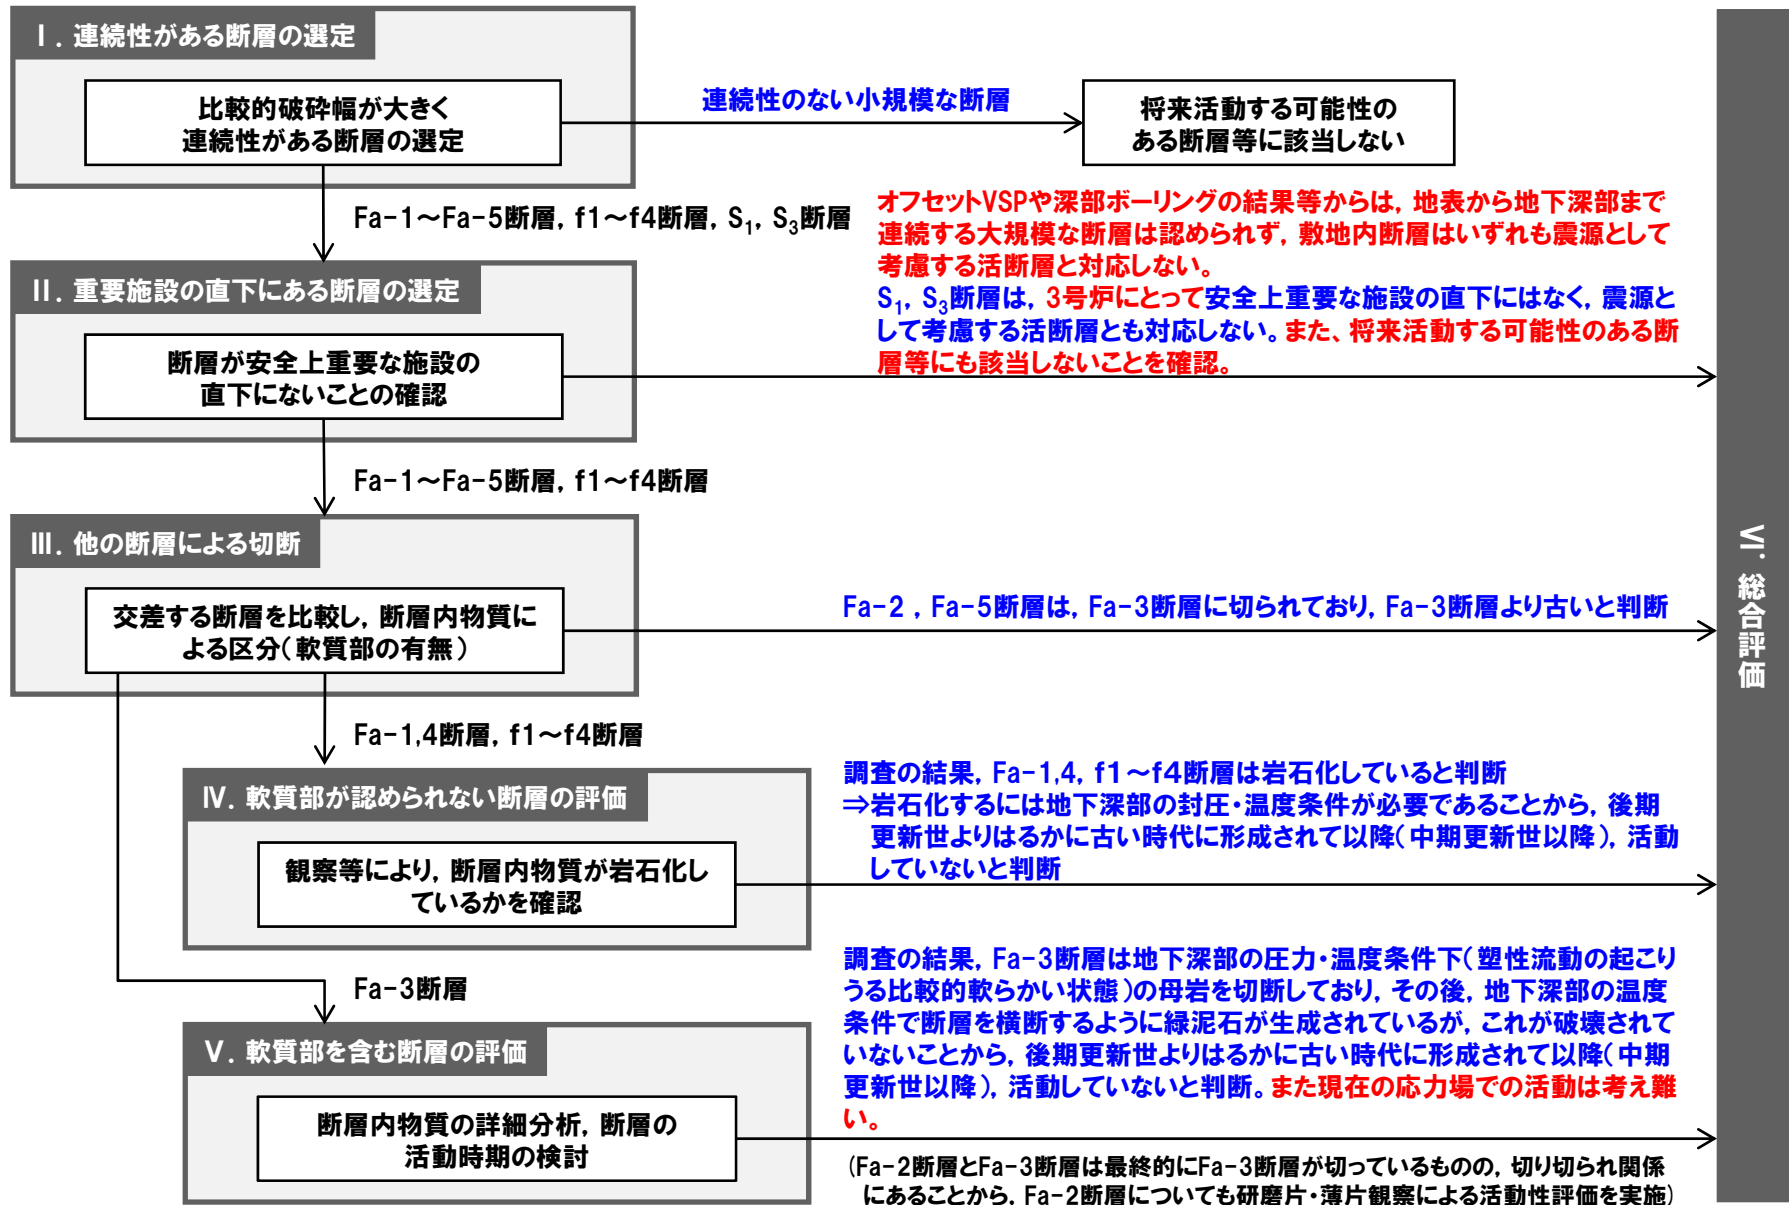 Ⅰ. 連続性がある断層の選定
比較的破砕幅が大きく
連続性がある断層の選定
連続性のない小規模な断層
将来活動する可能性の
ある断層等に該当しない
Fa-1～Fa-5断層, f1～f4断層, S1, S3断層
オフセットVSPや深部ボーリングの結果等からは, 地表から地下深部まで
連続する大規模な断層は認められず, 敷地内断層はいずれも震源として
考慮する活断層と対応しない。
S1, S3断層は, 3号炉にとって安全上重要な施設の直下にはなく, 震源と
して考慮する活断層とも対応しない。また、将来活動する可能性のある断
層等にも該当しないことを確認。
Ⅱ. 重要施設の直下にある断層の選定
断層が安全上重要な施設の
直下にないことの確認
Fa-1～Fa-5断層, f1～f4断層
Ⅲ. 他の断層による切断
交差する断層を比較し, 断層内物質に
よる区分(軟質部の有無)
Fa-2 , Fa-5断層は, Fa-3断層に切られており, Fa-3断層より古いと判断
Fa-1,4断層, f1～f4断層
Ⅳ. 軟質部が認められない断層の評価
観察等により, 断層内物質が岩石化し
ているかを確認
調査の結果, Fa-1,4, f1～f4断層は岩石化していると判断
⇒岩石化するには地下深部の封圧・温度条件が必要であることから, 後期
更新世よりはるかに古い時代に形成されて以降(中期更新世以降), 活動
していないと判断
Fa-3断層
Ⅴ. 軟質部を含む断層の評価
断層内物質の詳細分析, 断層の
活動時期の検討
調査の結果, Fa-3断層は地下深部の圧力・温度条件下(塑性流動の起こり
うる比較的軟らかい状態)の母岩を切断しており, その後, 地下深部の温度
条件で断層を横断するように緑泥石が生成されているが, これが破壊されて
いないことから, 後期更新世よりはるかに古い時代に形成されて以降(中期
更新世以降), 活動していないと判断。また現在の応力場での活動は考え難
い。
(Fa-2断層とFa-3断層は最終的にFa-3断層が切っているものの, 切り切られ関係
にあることから, Fa-2断層についても研磨片・薄片観察による活動性評価を実施)
Ⅵ. 総合評価